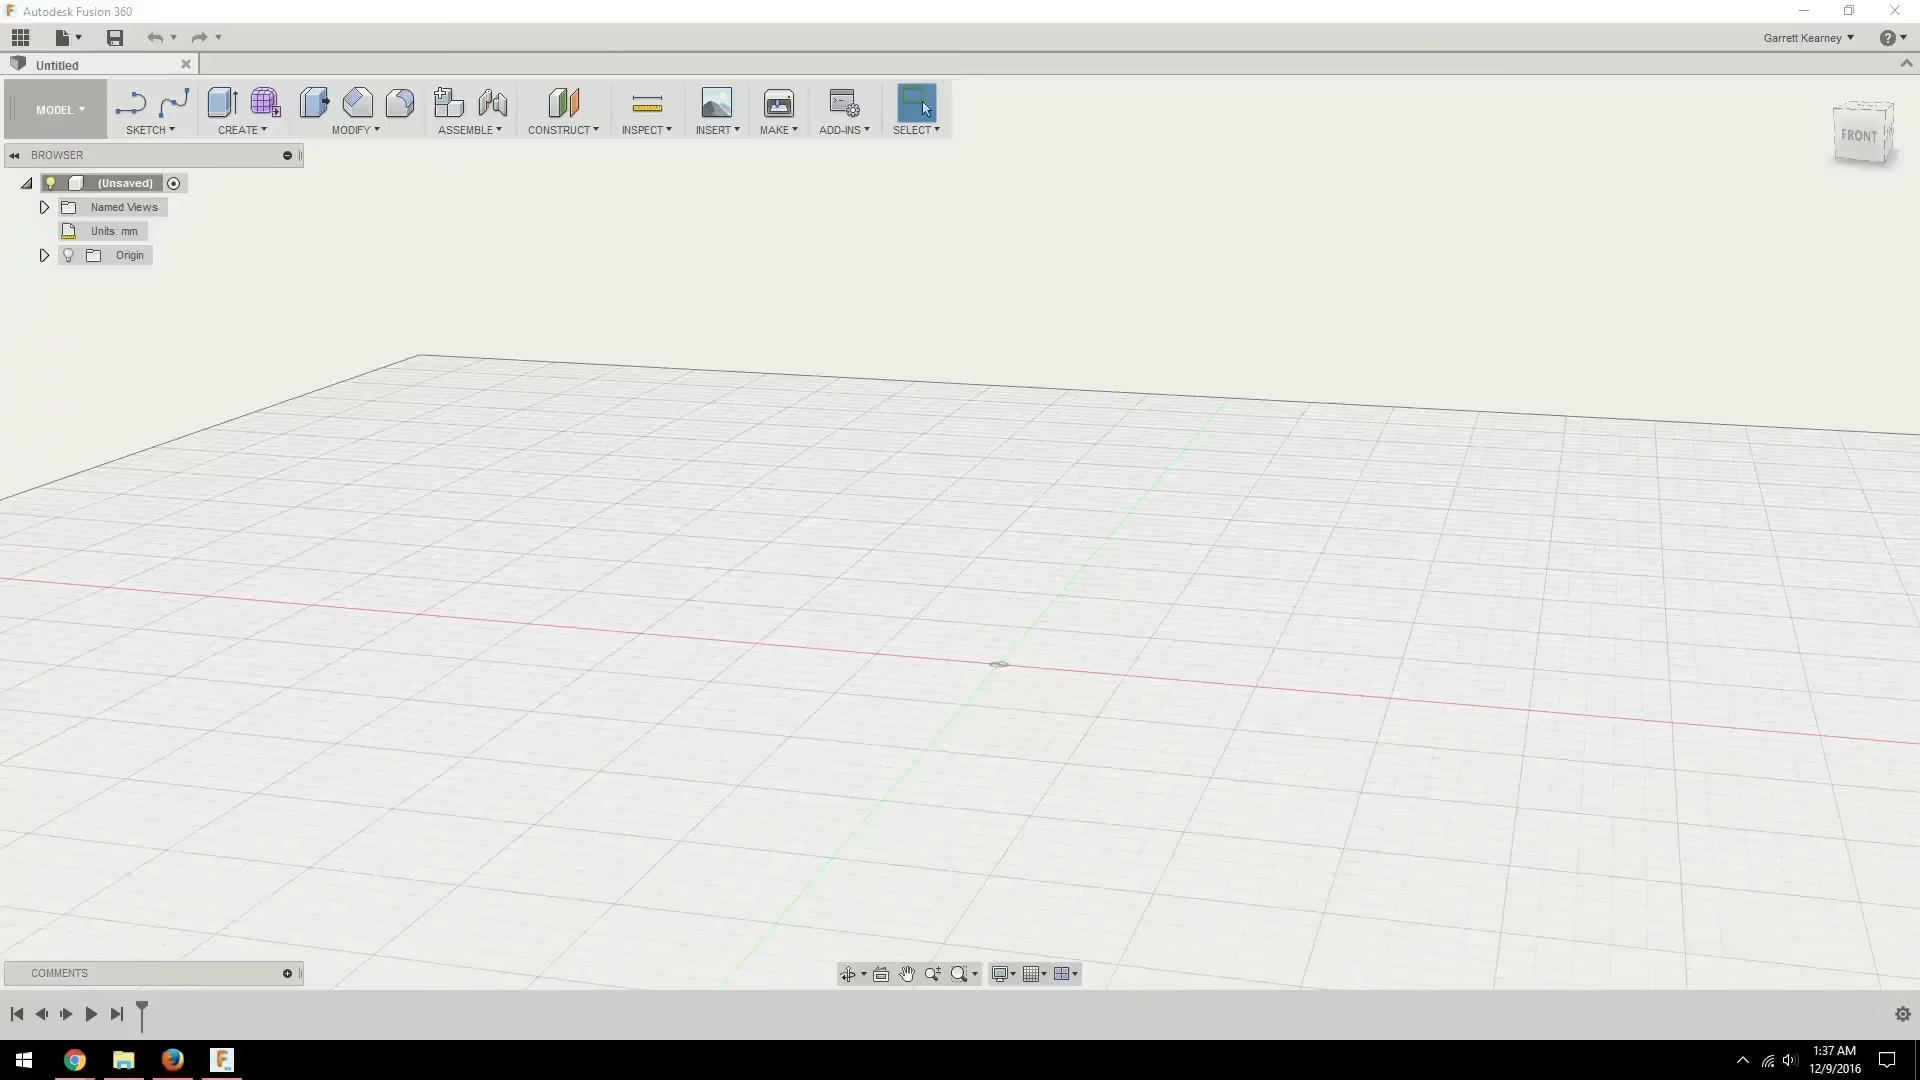 Autodesk Fusion 360
Garrett Kearney
Untitled
MODEL
SKETCH
CREATE
MODIFY
ASSEMBLE
CONSTRUCT
INSPECT
INSERT
MAKE
ADD-INS
SELECT
FRONT
BROWSER
(Unsaved)
Named Views
Units: mm
Origin
COMMENTS
1:37 AM
12/9/2016